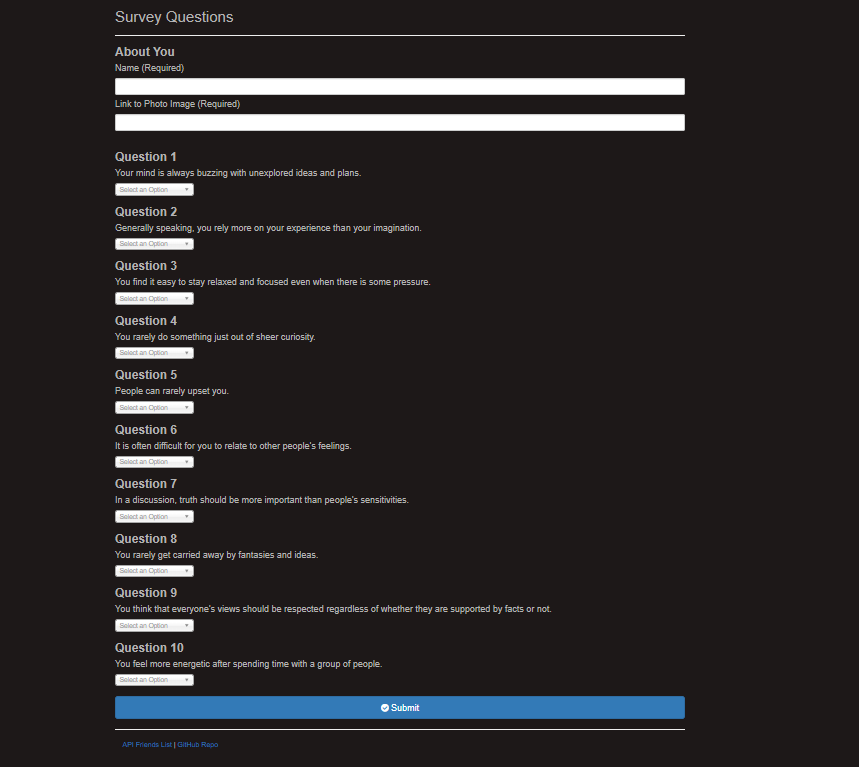 Survey Questions
About You
Name (Required)
Link to Photo Image (Required)
Question 1
Your mind is always buzzing with unexplored ideas and plans.
Select an Option
Question 2
Generally speaking, you rely more on your experience than your imagination.
Select an Option
Question 3
You find it easy to stay relaxed and focused even when there is some pressure.
Select an Option
Question 4
You rarely do something just out of sheer curiosity.
Select an Option
Question 5
People can rarely upset you.
Select an Option
Question 6
It is often difficult for you to relate to other people's feelings.
Select an Option
Question 7
In a discussion, truth should be more important than people's sensitivities.
Select an Option
Question 8
You rarely get carried away by fantasies and ideas.
Select an Option
Question 9
You think that everyone's views should be respected regardless of whether they are supported by facts or not.
Select an Option
Question 10
You feel more energetic after spending time with a group of people.
Select an Option
Submit
API Friends List | GitHub Repo